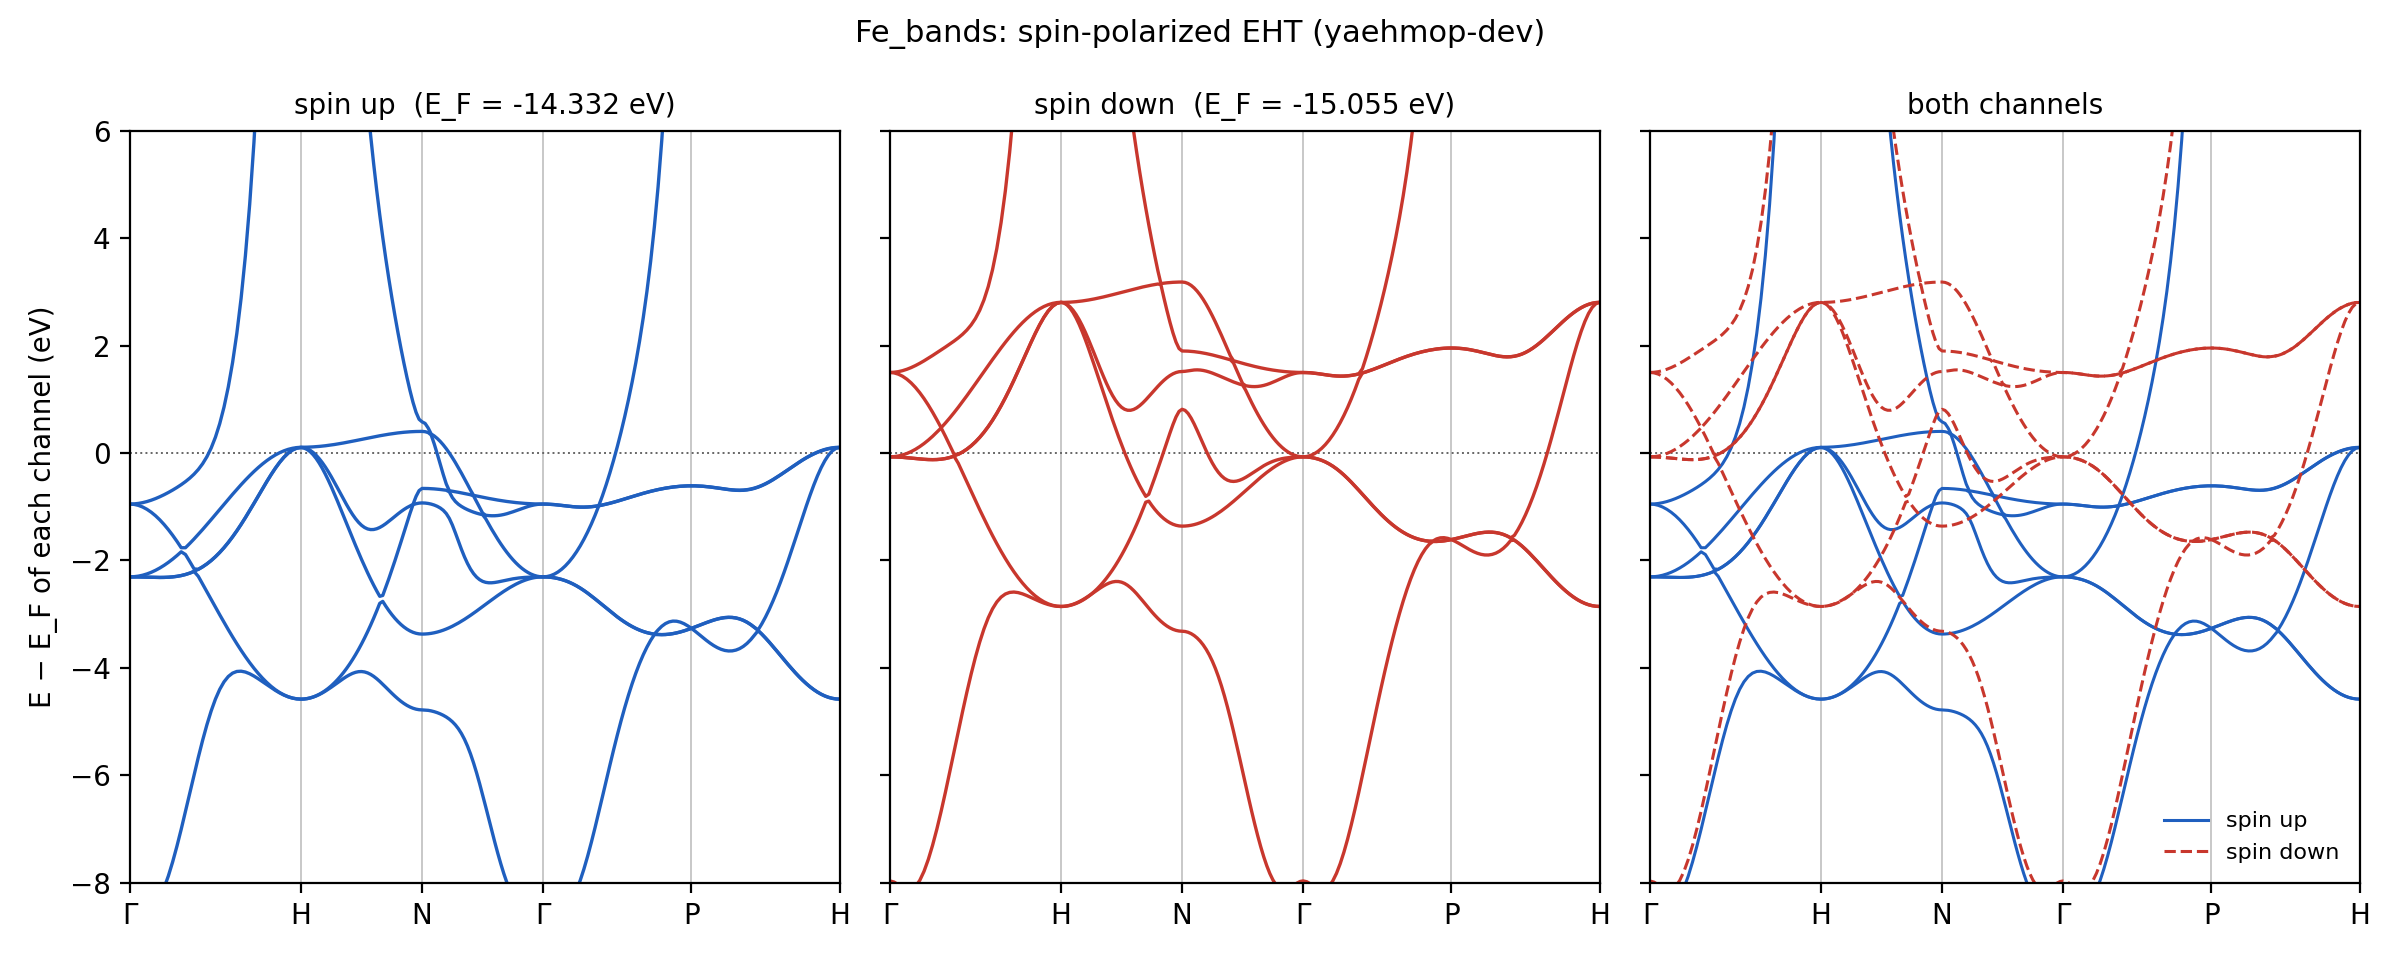 Fe_bands: spin-polarized EHT (yaehmop-dev)
spin up  (E_F = -14.332 eV)
spin down  (E_F = -15.055 eV)
both channels
E − E_F of each channel (eV)
6
4
2
0
−2
−4
−6
−8
Γ H N Γ P H
Γ H N Γ P H
Γ H N Γ P H
spin up
spin down